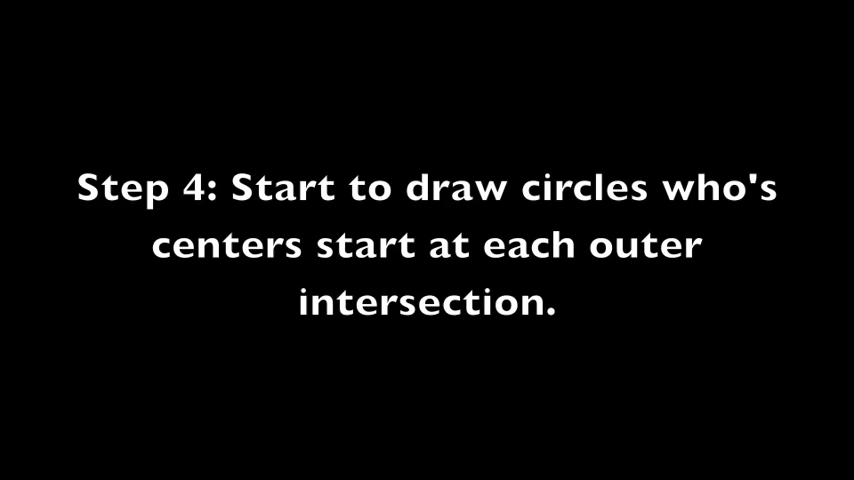 Step 4: Start to draw circles who's
centers start at each outer
intersection.